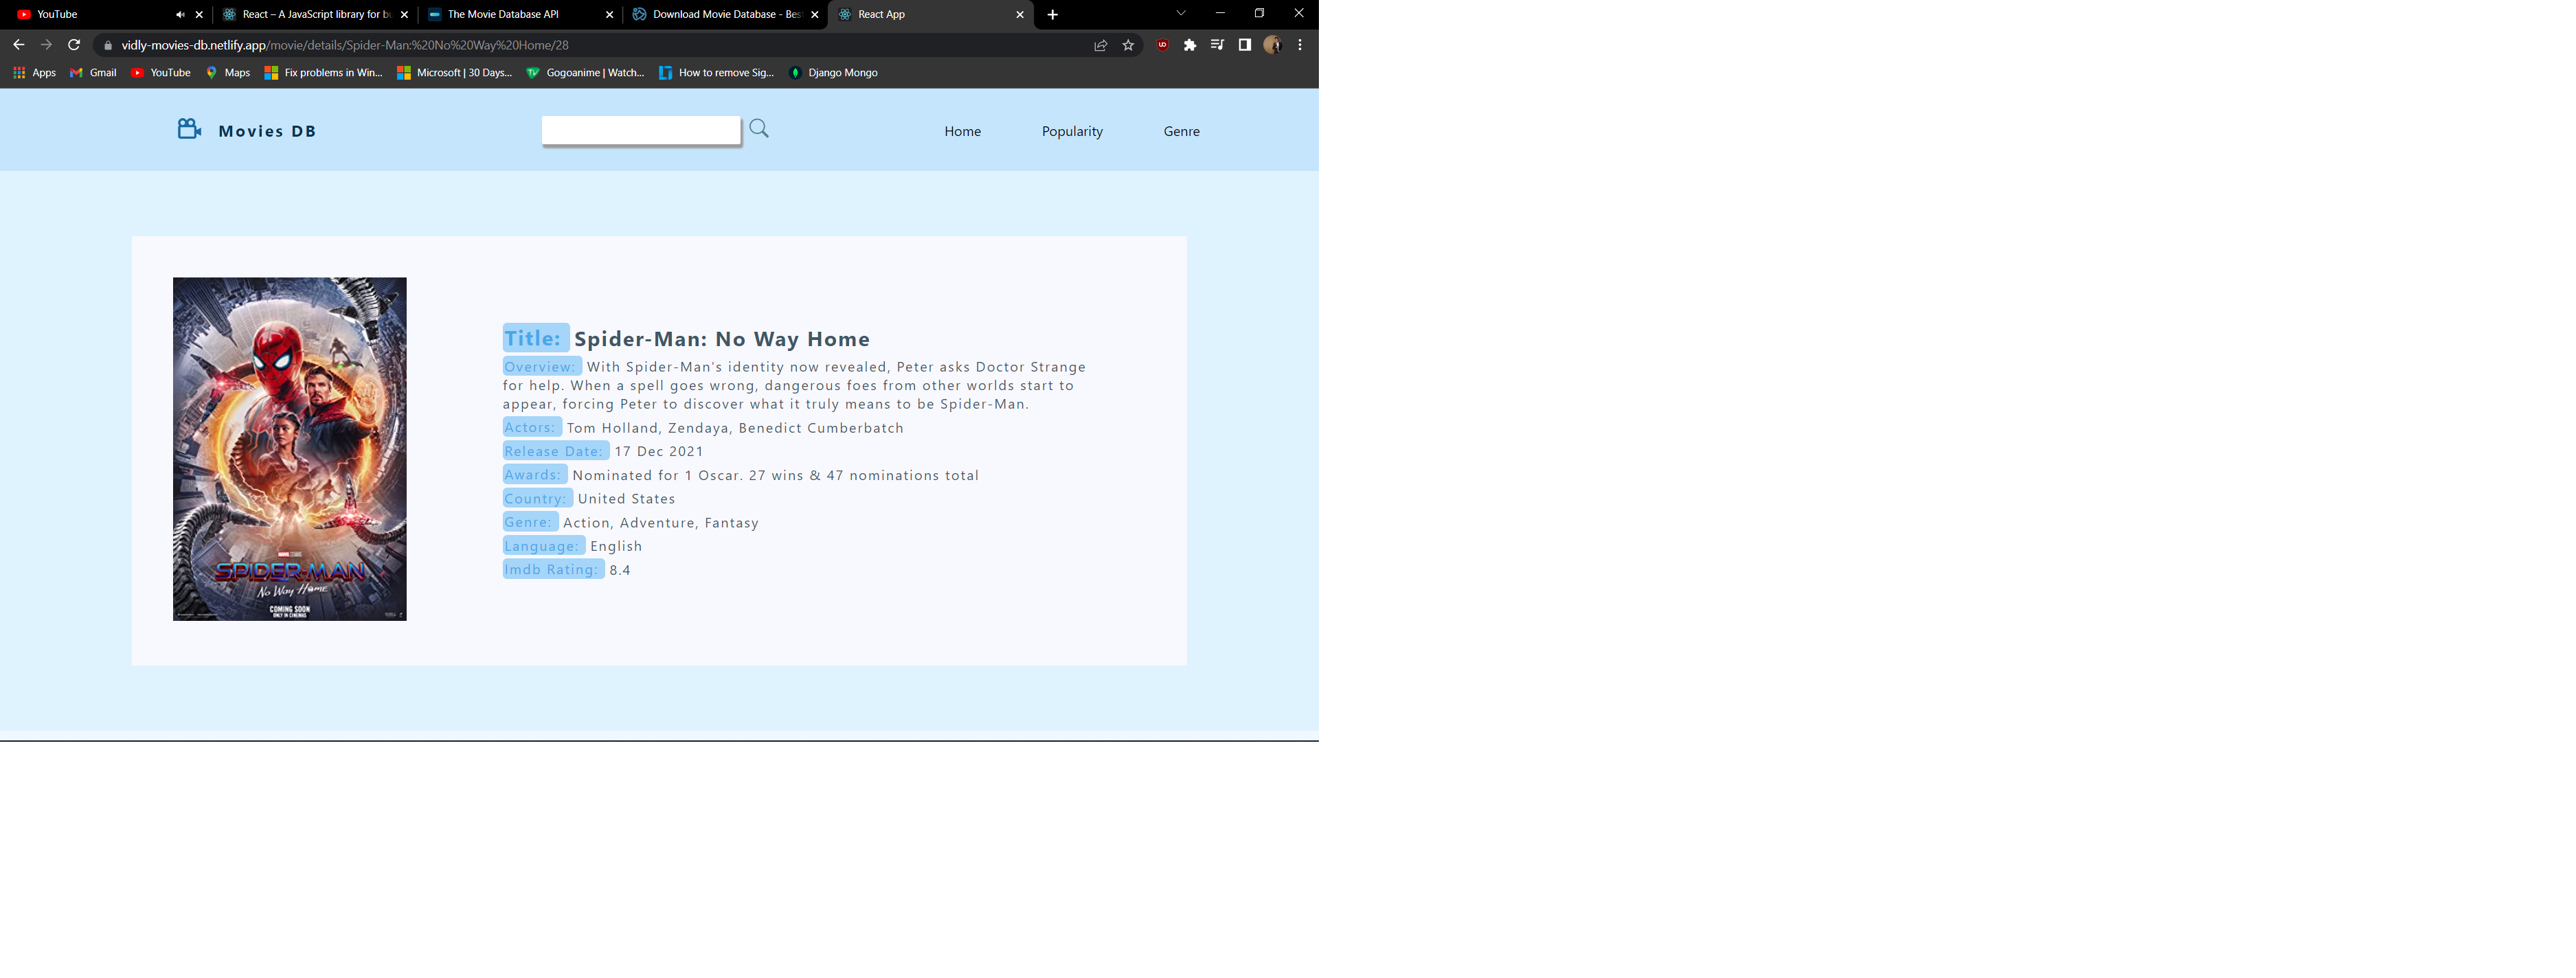 YouTube
React – A JavaScript library for bu
The Movie Database API
Download Movie Database - Best
React App
vidly-movies-db.netlify.app/movie/details/Spider-Man:%20No%20Way%20Home/28
Apps
Gmail
YouTube
Maps
Fix problems in Win...
Microsoft | 30 Days...
Gogoanime | Watch...
How to remove Sig...
Django Mongo
Movies DB
Home
Popularity
Genre
Title: Spider-Man: No Way Home
Overview: With Spider-Man's identity now revealed, Peter asks Doctor Strange
for help. When a spell goes wrong, dangerous foes from other worlds start to
appear, forcing Peter to discover what it truly means to be Spider-Man.
Actors: Tom Holland, Zendaya, Benedict Cumberbatch
Release Date: 17 Dec 2021
Awards: Nominated for 1 Oscar. 27 wins & 47 nominations total
Country: United States
Genre: Action, Adventure, Fantasy
Language: English
Imdb Rating: 8.4
SPIDER-MAN
No Way Home
COMING SOON
ONLY IN CINEMAS